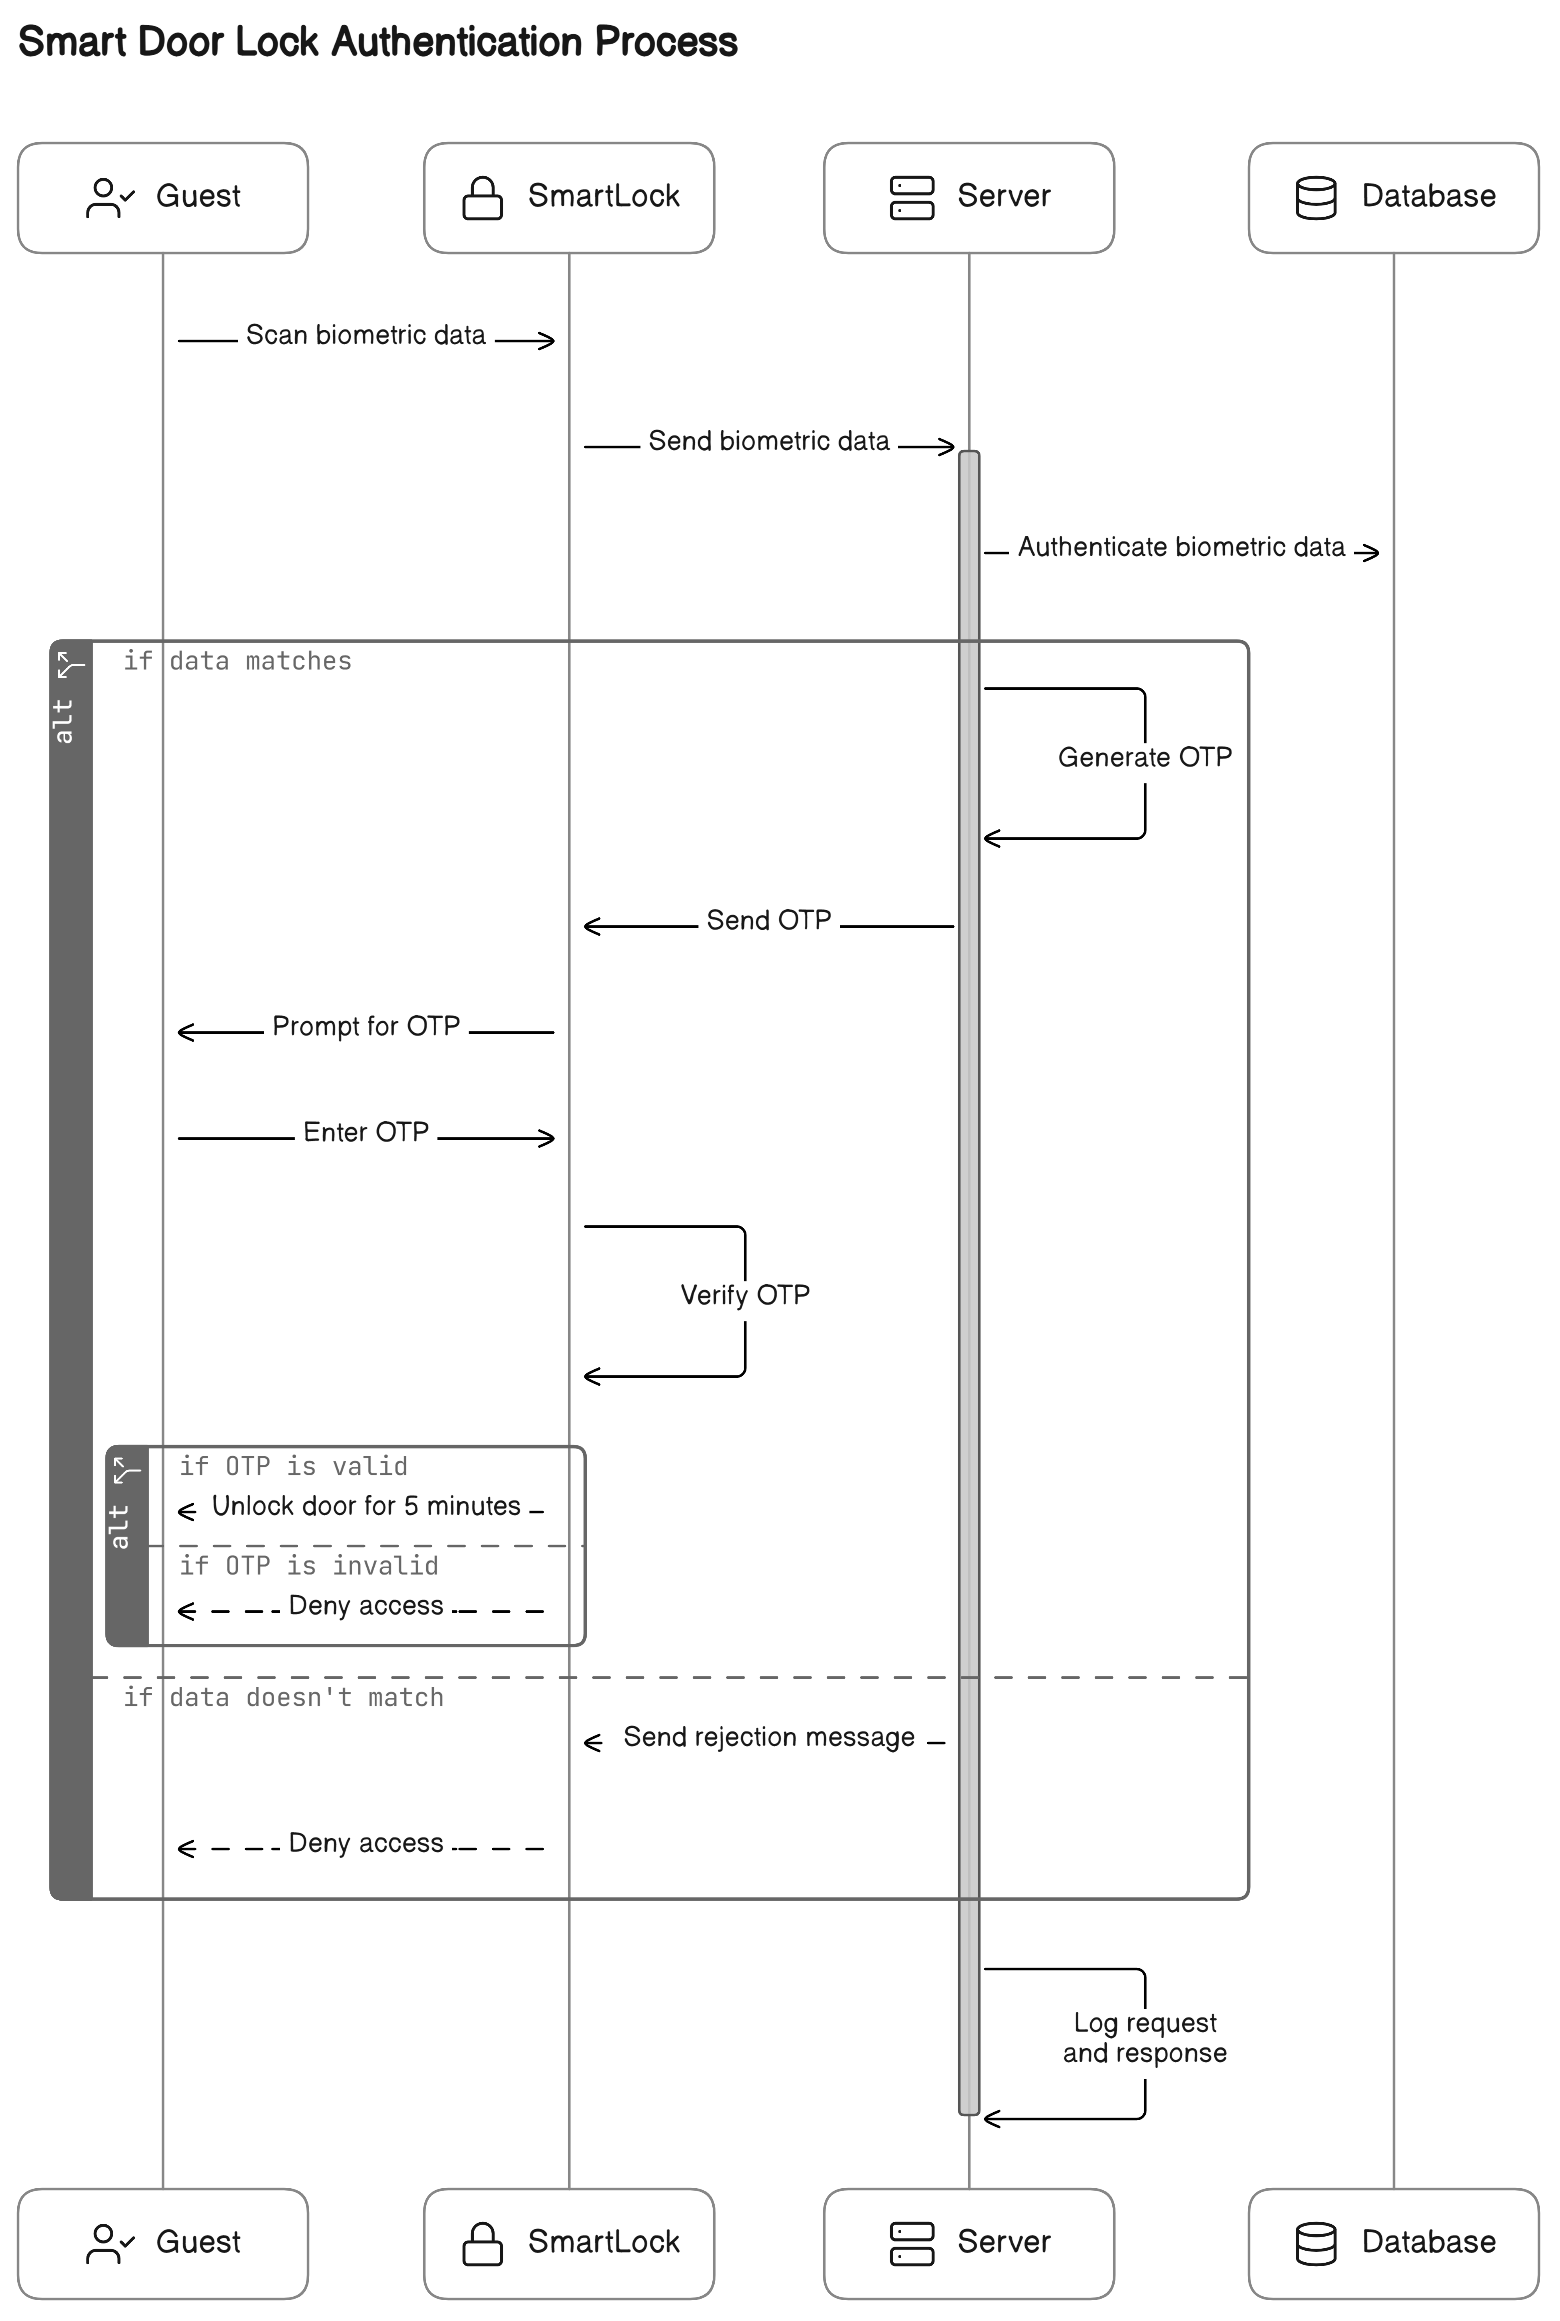 Smart Door Lock Authentication Process
Guest
SmartLock
Server
Database
Scan biometric data
Send biometric data
Authenticate biometric data
alt
if data matches
Generate OTP
Send OTP
Prompt for OTP
Enter OTP
Verify OTP
alt
if OTP is valid
Unlock door for 5 minutes
if OTP is invalid
Deny access
if data doesn't match
Send rejection message
Deny access
Log request
and response
Guest
SmartLock
Server
Database